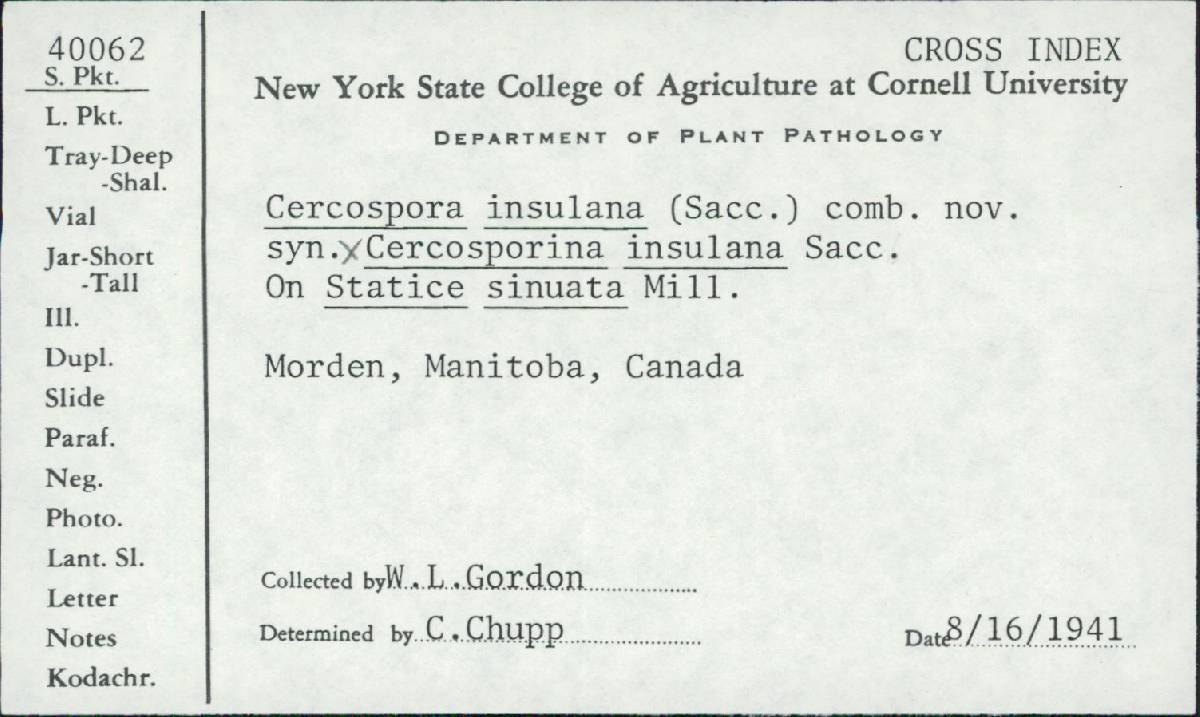 40062
S. Pkt.
L. Pkt.
Tray-Deep
-Shal.
Vial
Jar-Short
-Tall
Ill.
Dupl.
Slide
Paraf.
Neg.
Photo.
Lant. Sl.
Letter
Notes
Kodachr.
CROSS INDEX
New York State College of Agriculture at Cornell University
DEPARTMENT OF PLANT PATHOLOGY
Cercospora insulana (Sacc.) comb. nov.
syn.xCercosporina insulana Sacc.
On Statice sinuata Mill.
Morden, Manitoba, Canada
Collected by W.L.Gordon
Determined by C.Chupp
Date 8/16/1941